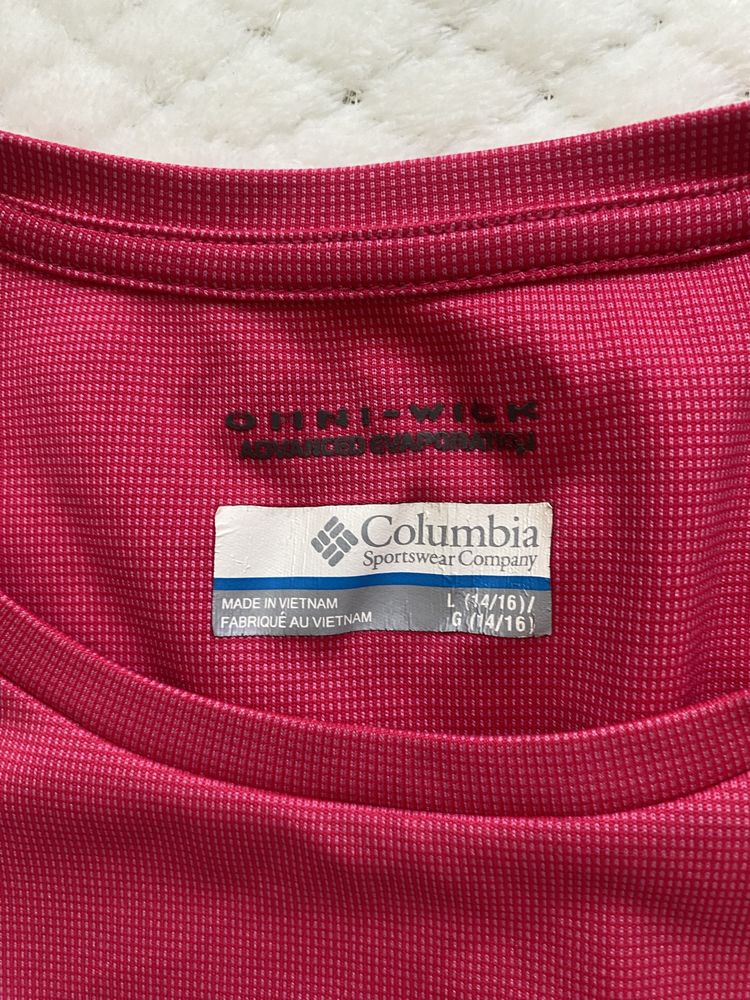 OMNI-WICK
ADVANCED EVAPORATION
Columbia
Sportswear Company
MADE IN VIETNAM
FABRIQUÉ AU VIETNAM
L (14/16)/
G (14/16)